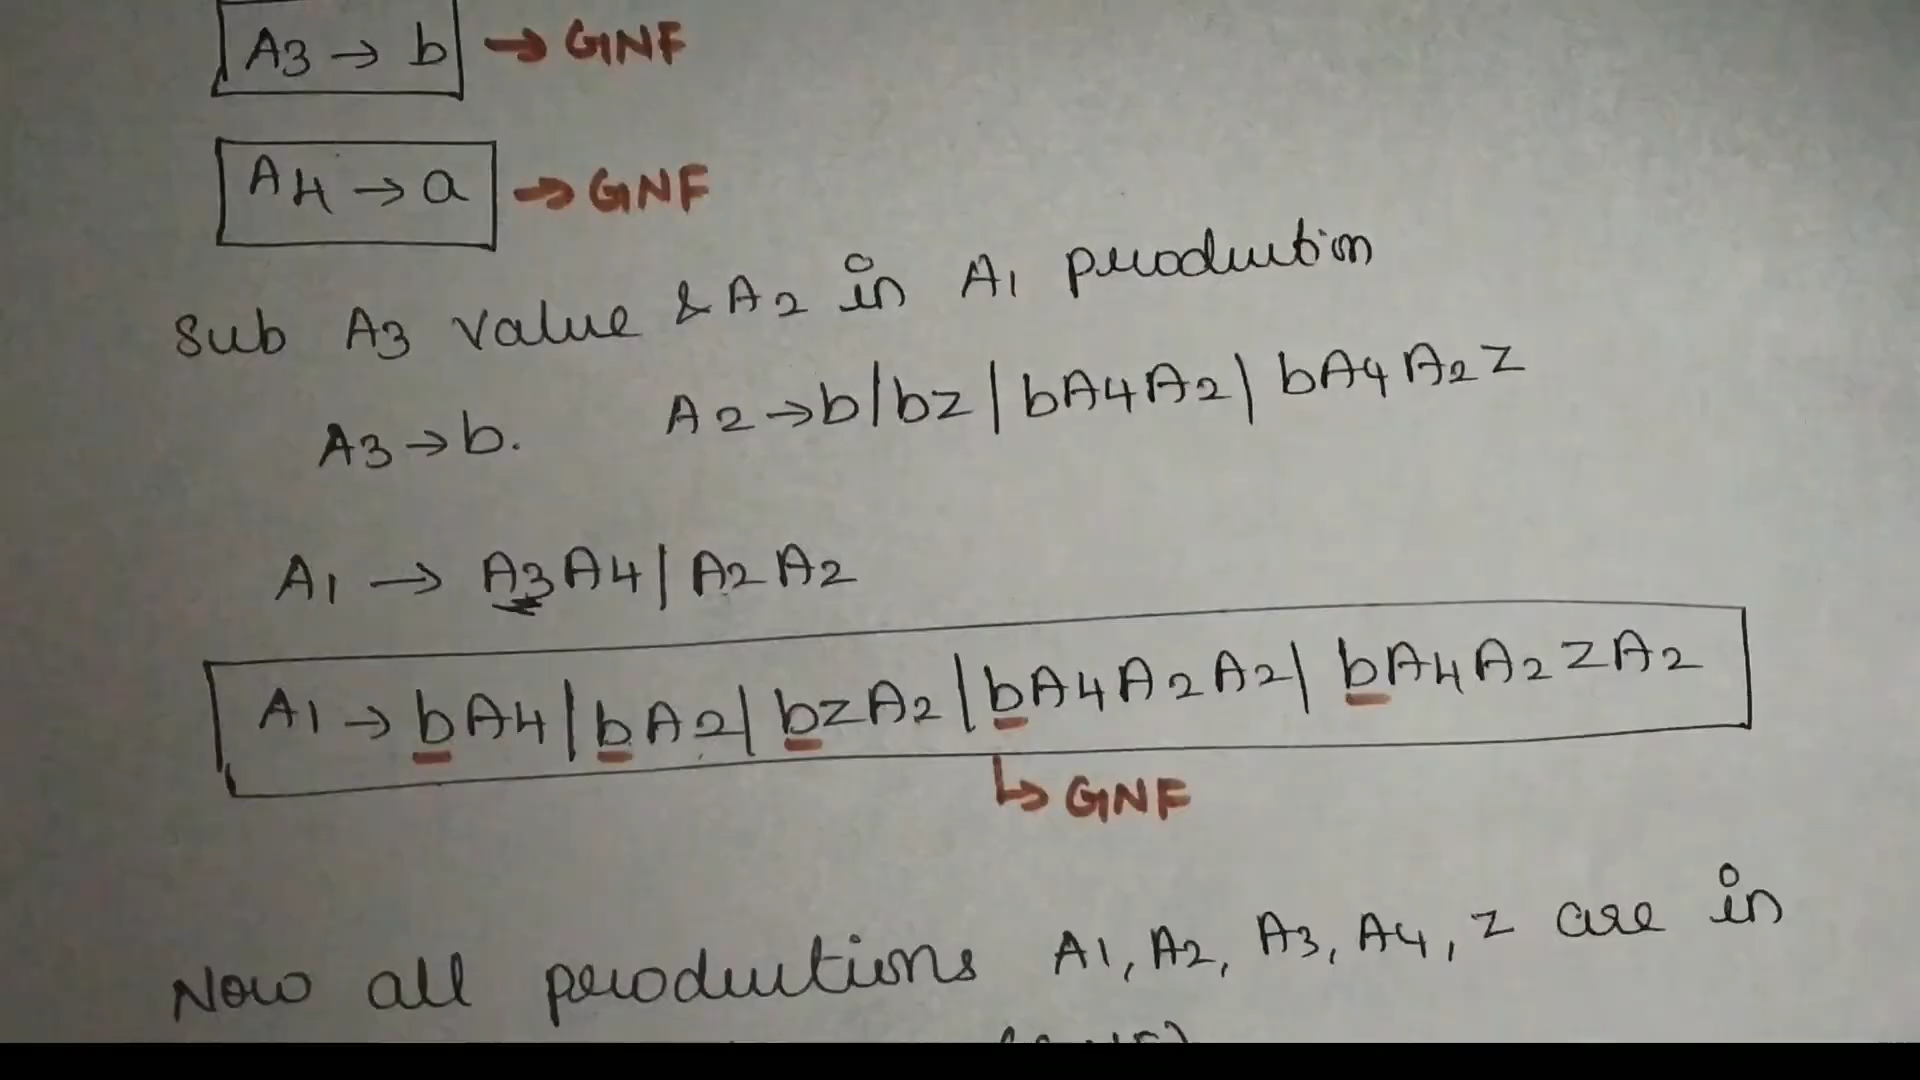 A3 → b → GNF
A4 → a → GNF
Sub A3 value & A2 in A1 production
A3 → b. A2 → b | bz | bA4A2 | bA4A2z
A1 → A3A4 | A2A2
A1 → bA4 | bA2 | bzA2 | bA4A2A2 | bA4A2zA2
↳ GNF
Now all productions A1, A2, A3, A4, z are in